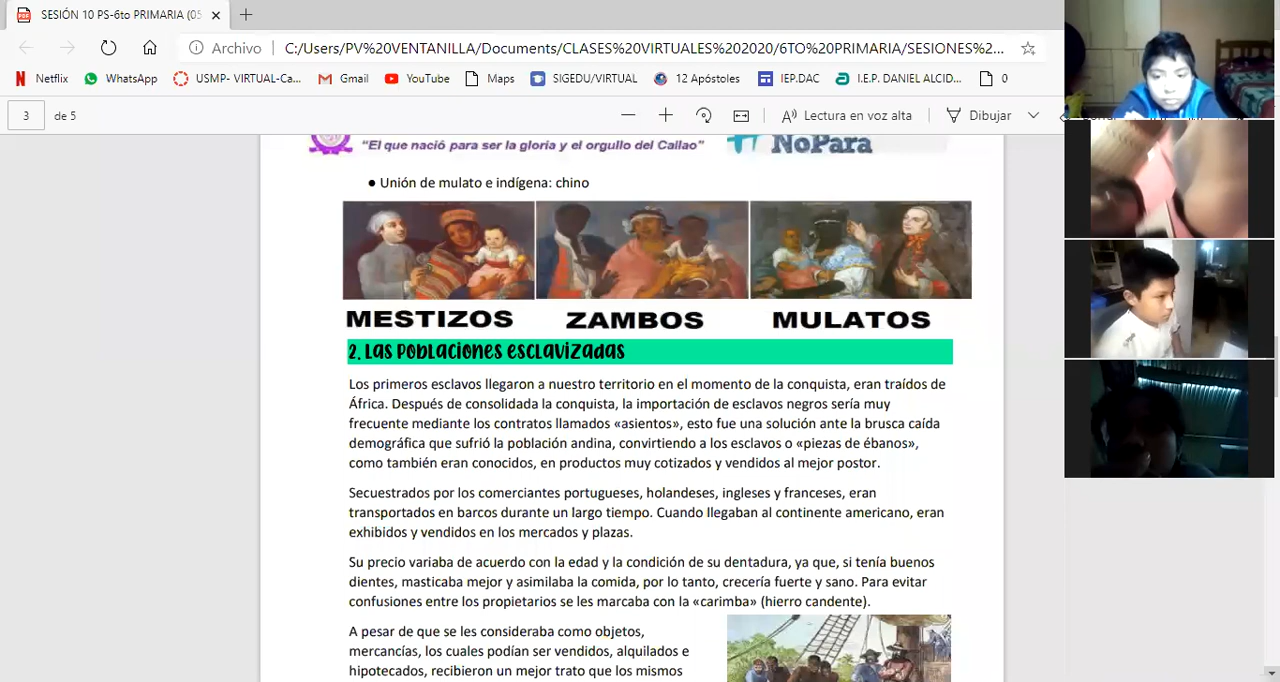 SESIÓN 10 PS-6to PRIMARIA (05
Archivo
C:/Users/PV%20VENTANILLA/Documents/CLASES%20VIRTUALES%202020/6TO%20PRIMARIA/SESIONES%2...
Netflix WhatsApp USMP- VIRTUAL-Ca... Gmail YouTube Maps SIGEDU/VIRTUAL 12 Apóstoles IEP.DAC I.E.P. DANIEL ALCID... 0
3 de 5 Lectura en voz alta Dibujar
"El que nació para ser la gloria y el orgullo del Callao" NoPara
● Unión de mulato e indígena: chino
MESTIZOS ZAMBOS MULATOS
2. Las poblaciones esclavizadas
Los primeros esclavos llegaron a nuestro territorio en el momento de la conquista, eran traídos de
África. Después de consolidada la conquista, la importación de esclavos negros sería muy
frecuente mediante los contratos llamados «asientos», esto fue una solución ante la brusca caída
demográfica que sufrió la población andina, convirtiendo a los esclavos o «piezas de ébanos»,
como también eran conocidos, en productos muy cotizados y vendidos al mejor postor.
Secuestrados por los comerciantes portugueses, holandeses, ingleses y franceses, eran
transportados en barcos durante un largo tiempo. Cuando llegaban al continente americano, eran
exhibidos y vendidos en los mercados y plazas.
Su precio variaba de acuerdo con la edad y la condición de su dentadura, ya que, si tenía buenos
dientes, masticaba mejor y asimilaba la comida, por lo tanto, crecería fuerte y sano. Para evitar
confusiones entre los propietarios se les marcaba con la «carimba» (hierro candente).
A pesar de que se les consideraba como objetos,
mercancías, los cuales podían ser vendidos, alquilados e
hipotecados, recibieron un mejor trato que los mismos